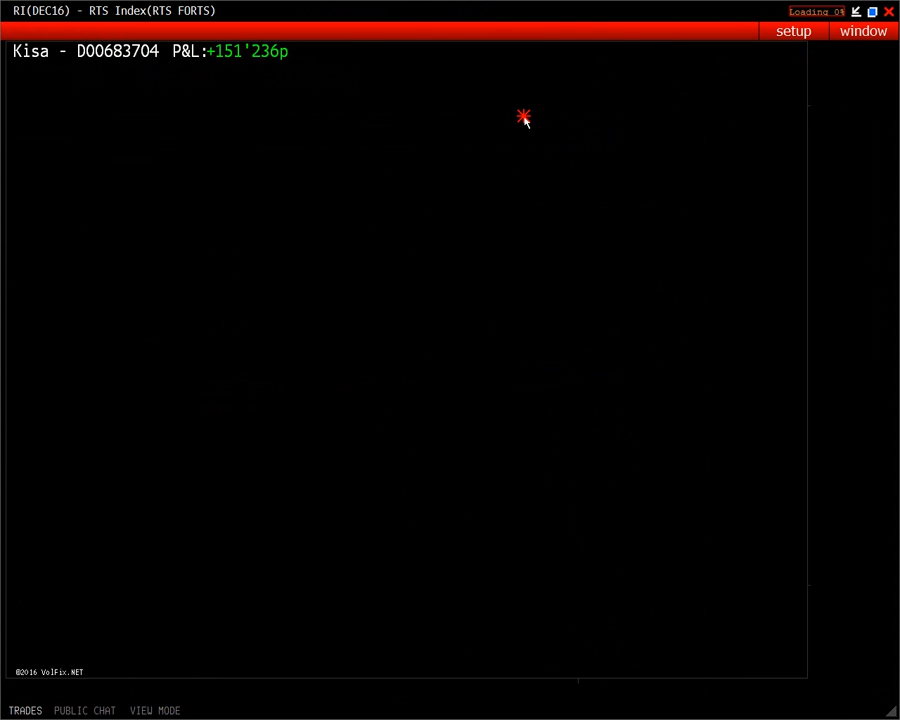 RI(DEC16) - RTS Index(RTS FORTS)
Loading 0%
setup
window
Kisa - D00683704 P&L:+151'236p
©2016 VolFix.NET
TRADES
PUBLIC CHAT
VIEW MODE